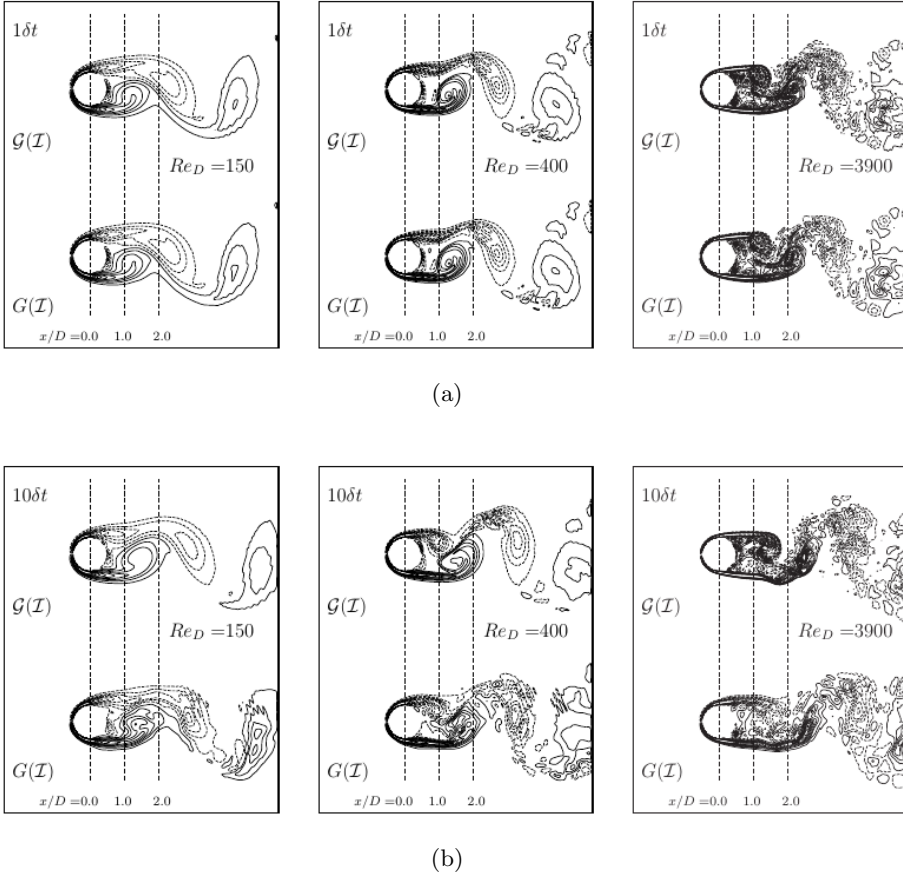 1δt
𝒢(ℐ)
Re_D =150
G(ℐ)
x/D =0.0 1.0 2.0
1δt
𝒢(ℐ)
Re_D =400
G(ℐ)
x/D =0.0 1.0 2.0
1δt
𝒢(ℐ)
Re_D =3900
G(ℐ)
x/D =0.0 1.0 2.0
(a)
10δt
𝒢(ℐ)
Re_D =150
G(ℐ)
x/D =0.0 1.0 2.0
10δt
𝒢(ℐ)
Re_D =400
G(ℐ)
x/D =0.0 1.0 2.0
10δt
𝒢(ℐ)
Re_D =3900
G(ℐ)
x/D =0.0 1.0 2.0
(b)